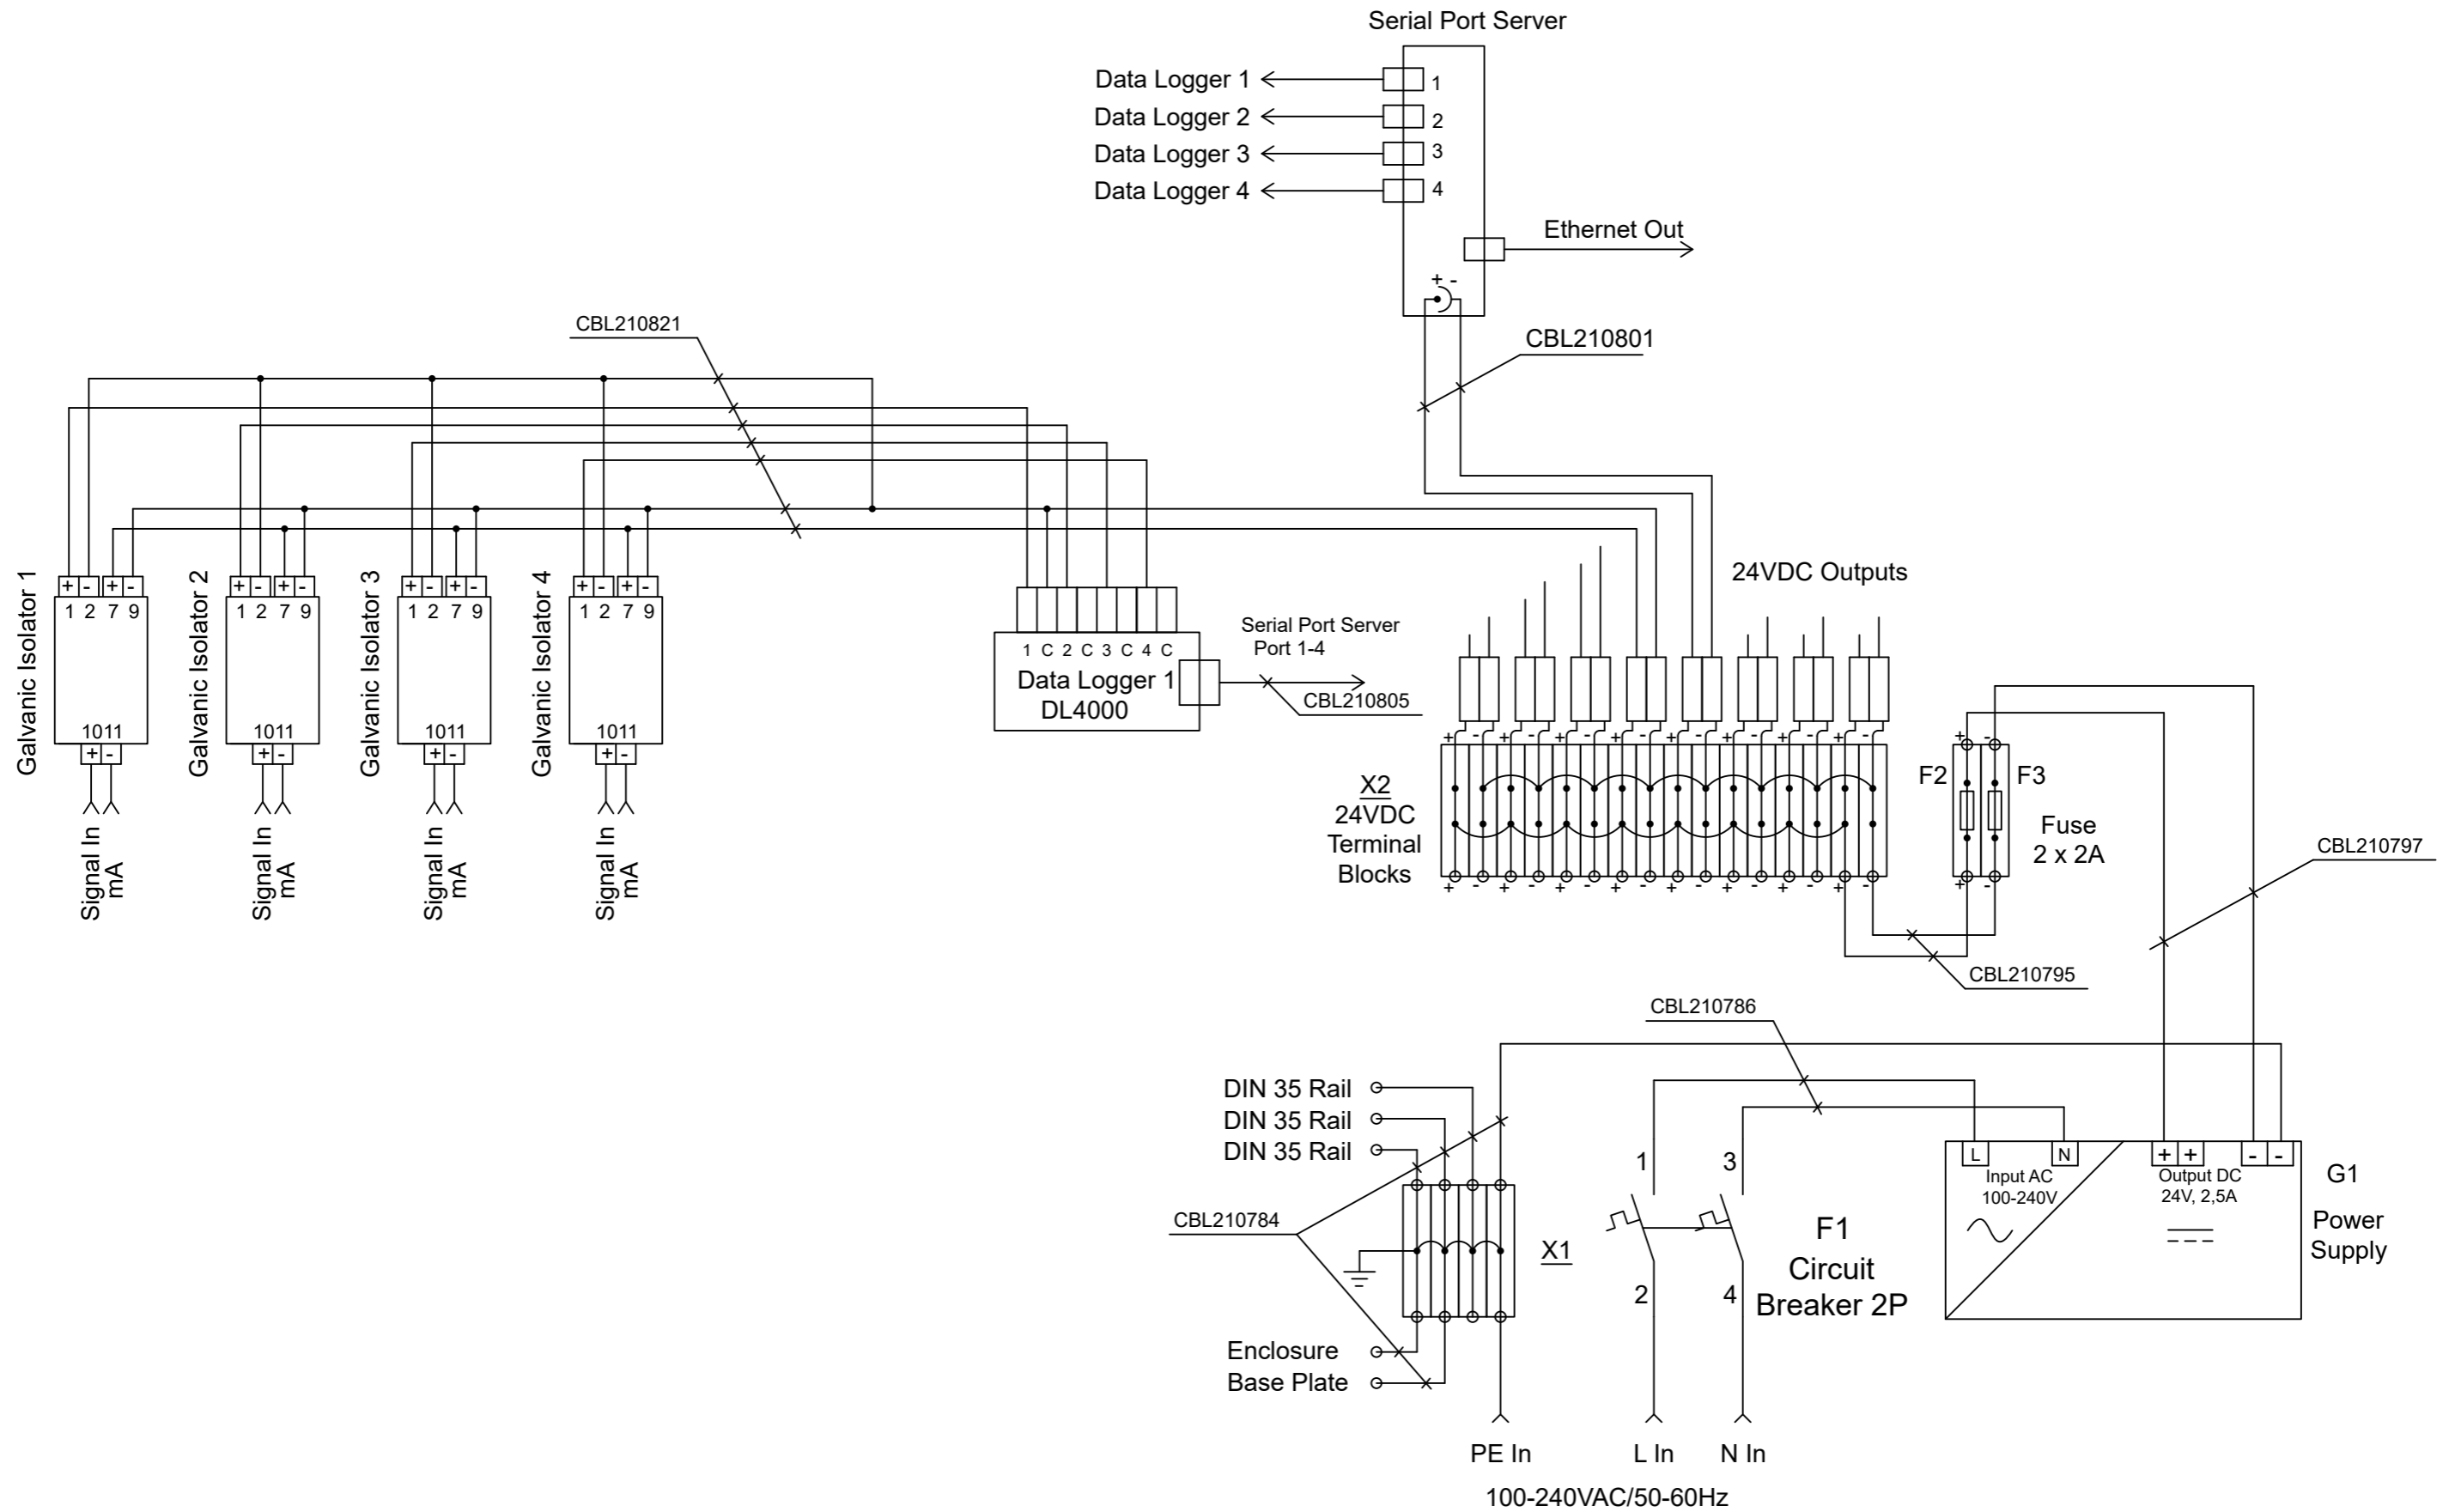 Serial Port Server
Data Logger 1
1
Data Logger 2
2
Data Logger 3
3
Data Logger 4
4
Ethernet Out
+ -
CBL210821
CBL210801
24VDC Outputs
Galvanic Isolator 1
+ - + -
1 2 7 9
1011
+ -
Signal In
mA
Galvanic Isolator 2
+ - + -
1 2 7 9
1011
+ -
Signal In
mA
Galvanic Isolator 3
+ - + -
1 2 7 9
1011
+ -
Signal In
mA
Galvanic Isolator 4
+ - + -
1 2 7 9
1011
+ -
Signal In
mA
1 C 2 C 3 C 4 C
Data Logger 1
DL4000
Serial Port Server
Port 1-4
CBL210805
+ - + - + - + - + - + - + - + -
X2
24VDC
Terminal
Blocks
+ - + - + - + - + - + - + - + -
+ -
F2
F3
Fuse
2 x 2A
+ -
CBL210797
CBL210795
CBL210786
DIN 35 Rail
DIN 35 Rail
DIN 35 Rail
CBL210784
X1
Enclosure
Base Plate
1
3
2
4
F1
Circuit
Breaker 2P
L N + + - -
Input AC
100-240V
Output DC
24V, 2,5A
G1
Power
Supply
PE In
L In
N In
100-240VAC/50-60Hz